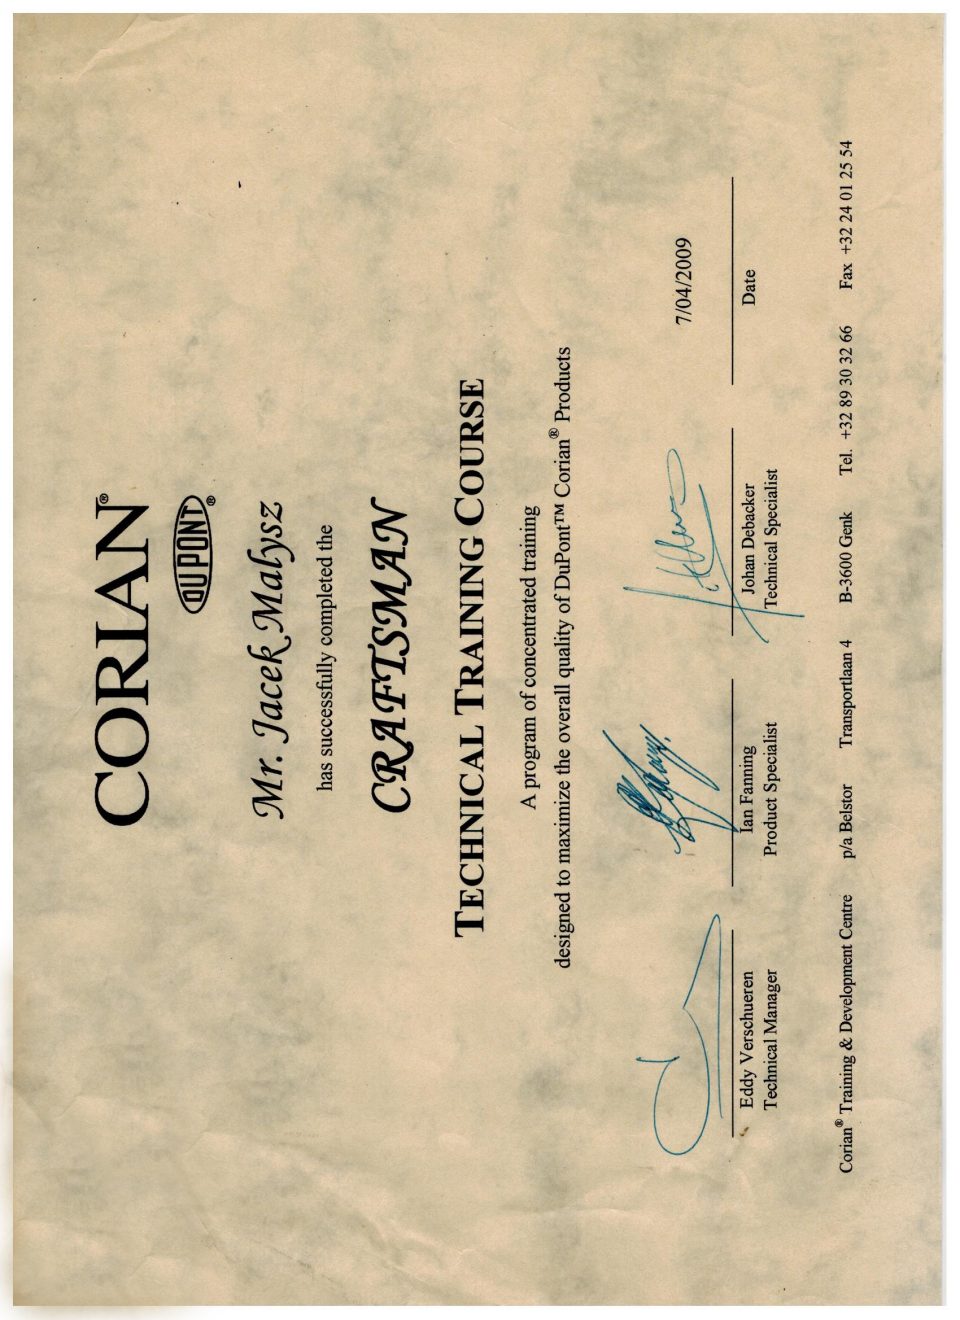 CORIAN®
DUPONT®
Mr. Jacek Malysz
has successfully completed the
CRAFTSMAN
TECHNICAL TRAINING COURSE
A program of concentrated training
designed to maximize the overall quality of DuPont™ Corian® Products
7/04/2009
Eddy Verschueren Ian Fanning Johan Debacker Date
Technical Manager Product Specialist Technical Specialist
Corian® Training & Development Centre p/a Belstor Transportlaan 4 B-3600 Genk Tel. +32 89 30 32 66 Fax +32 24 01 25 54